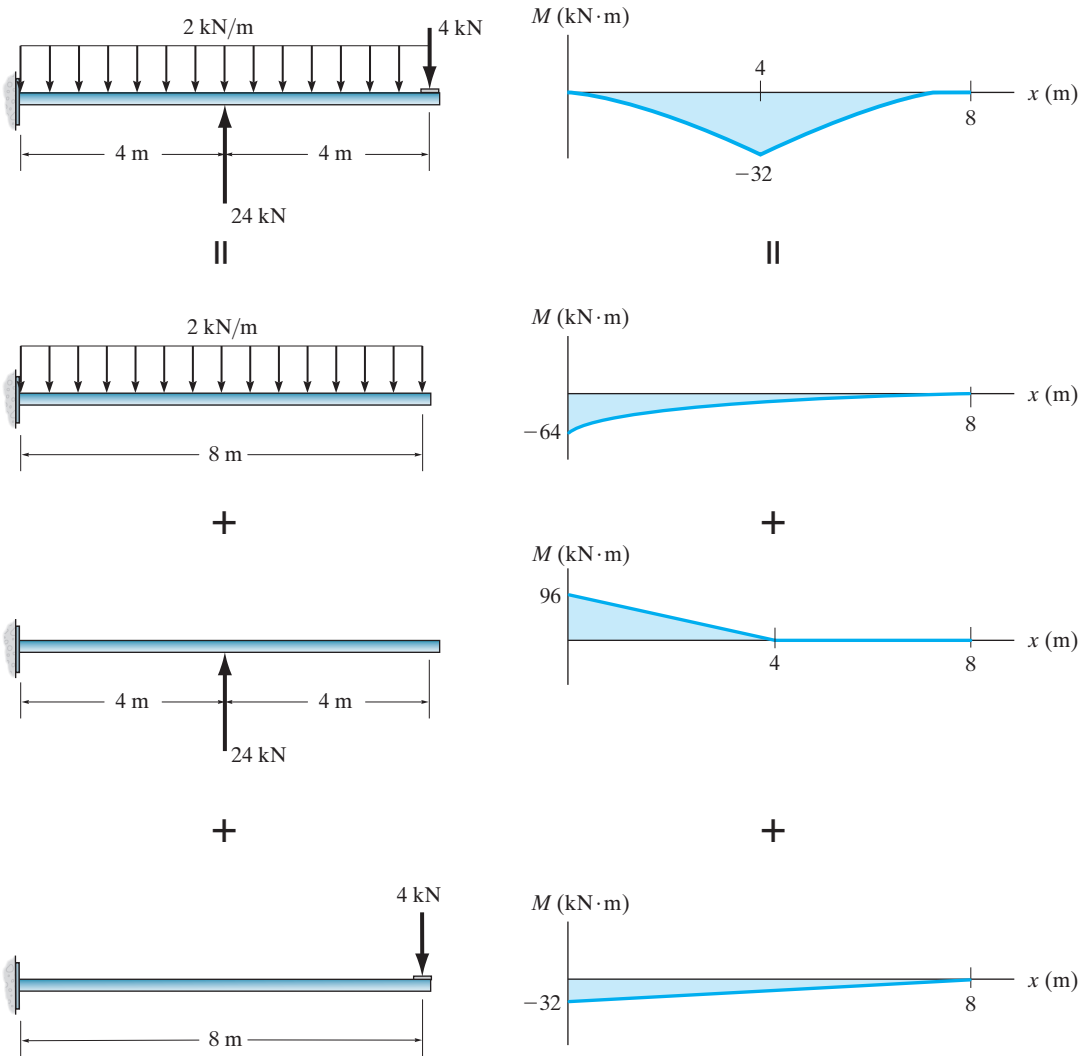 2 kN/m
4 kN
4 m
4 m
24 kN
M (kN·m)
4
x (m)
8
−32
=
=
2 kN/m
8 m
M (kN·m)
x (m)
−64
8
+
+
4 m
4 m
24 kN
M (kN·m)
96
x (m)
4
8
+
+
4 kN
8 m
M (kN·m)
x (m)
−32
8